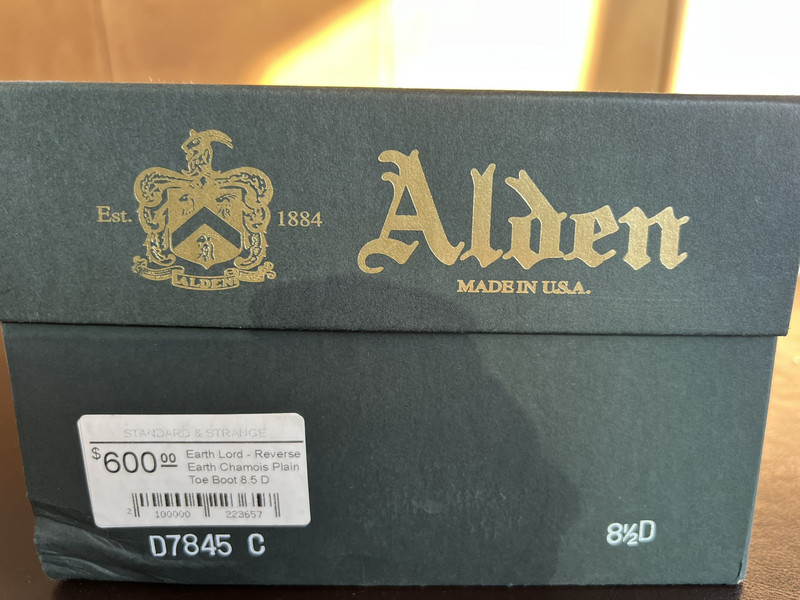 Est. 1884
ALDEN
Alden
MADE IN U.S.A.
STANDARD & STRANGE
$600.00
Earth Lord - Reverse
Earth Chamois Plain
Toe Boot 8.5 D
2 100000 223657
D7845 C
8½D